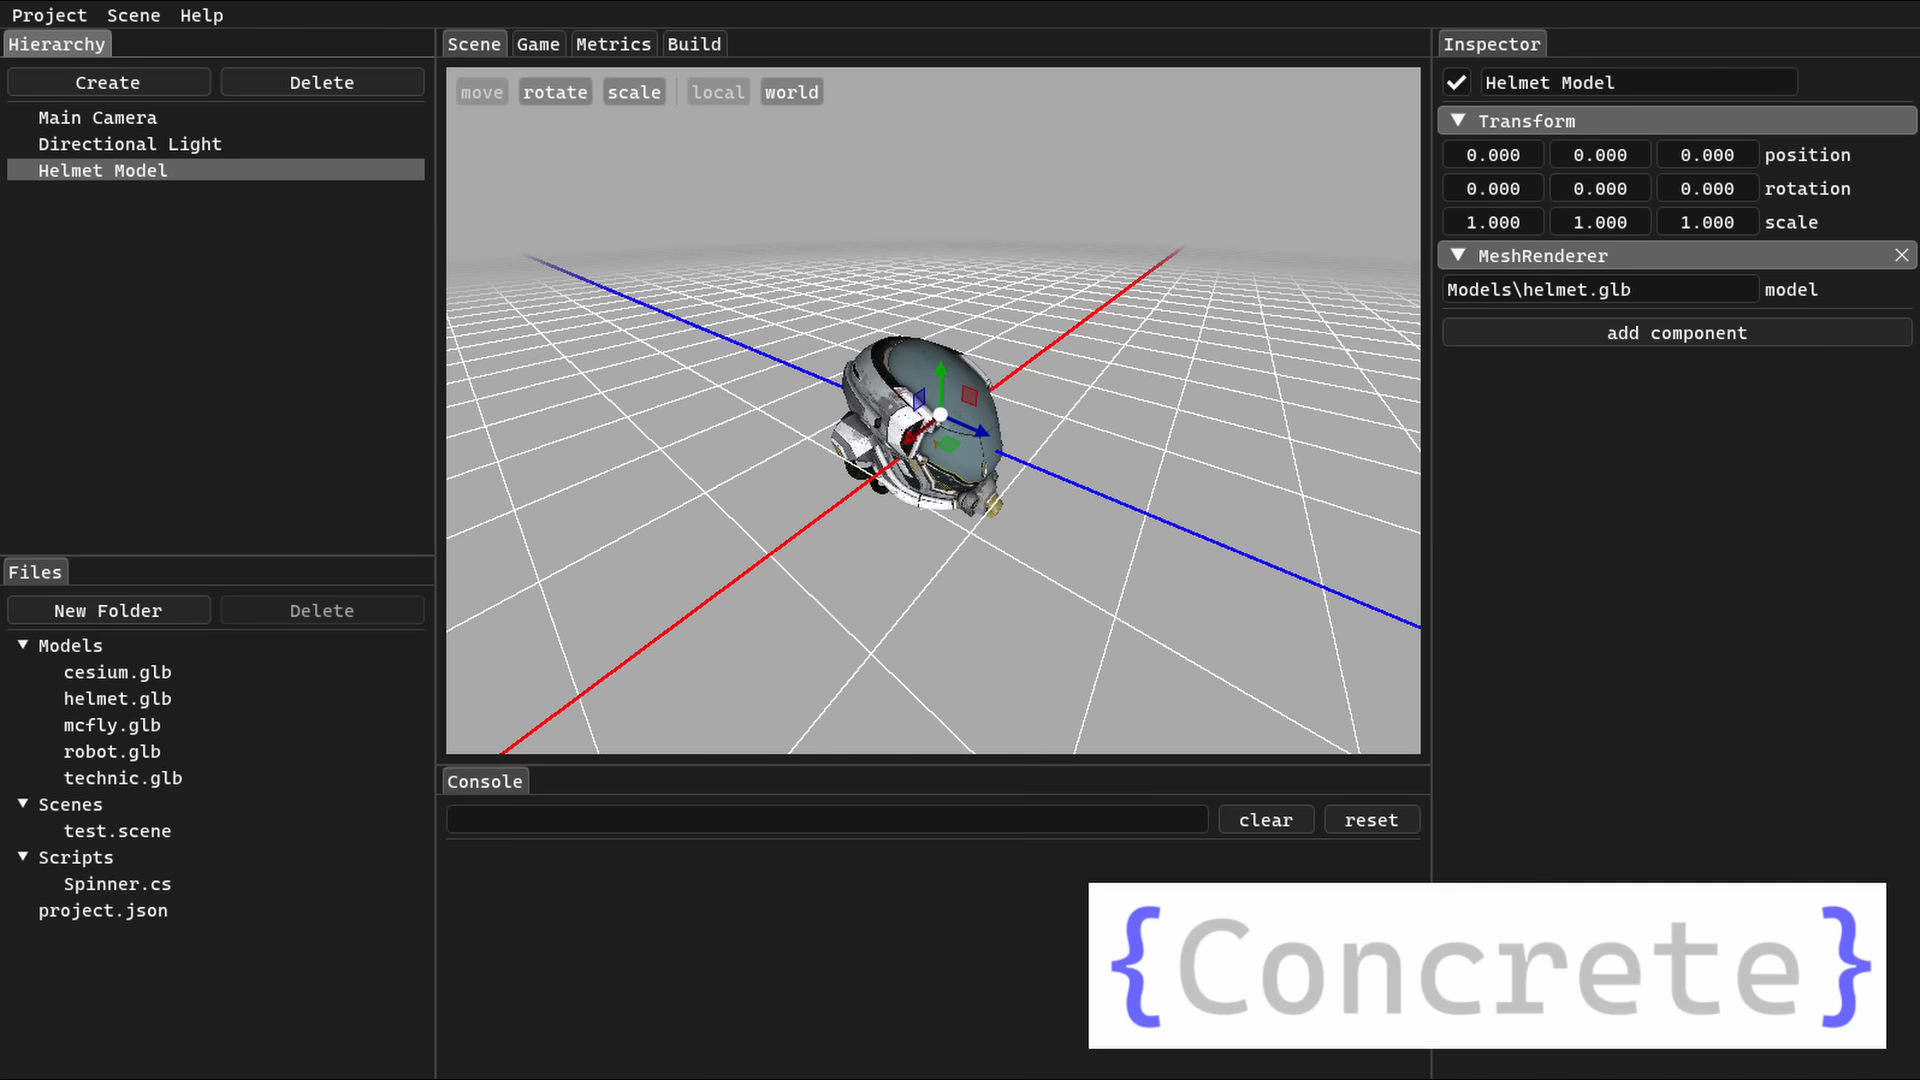 Project Scene Help
Hierarchy
Create Delete
Main Camera
Directional Light
Helmet Model
Files
New Folder Delete
Models
cesium.glb
helmet.glb
mcfly.glb
robot.glb
technic.glb
Scenes
test.scene
Scripts
Spinner.cs
project.json
Scene Game Metrics Build
move rotate scale local world
Console
clear reset
Inspector
Helmet Model
Transform
0.000 0.000 0.000 position
0.000 0.000 0.000 rotation
1.000 1.000 1.000 scale
MeshRenderer
Models\helmet.glb model
add component
{Concrete}